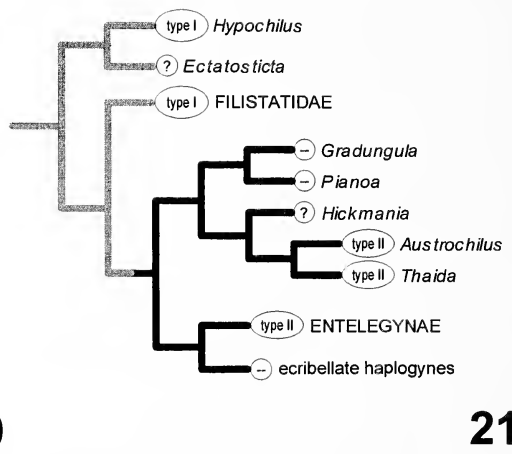 type I Hypochilus
? Ectatosticta
type I FILISTATIDAE
– Gradungula
– Pianoa
? Hickmania
type II Austrochilus
type II Thaida
type II ENTELEGYNAE
-- ecribellate haplogynes
21